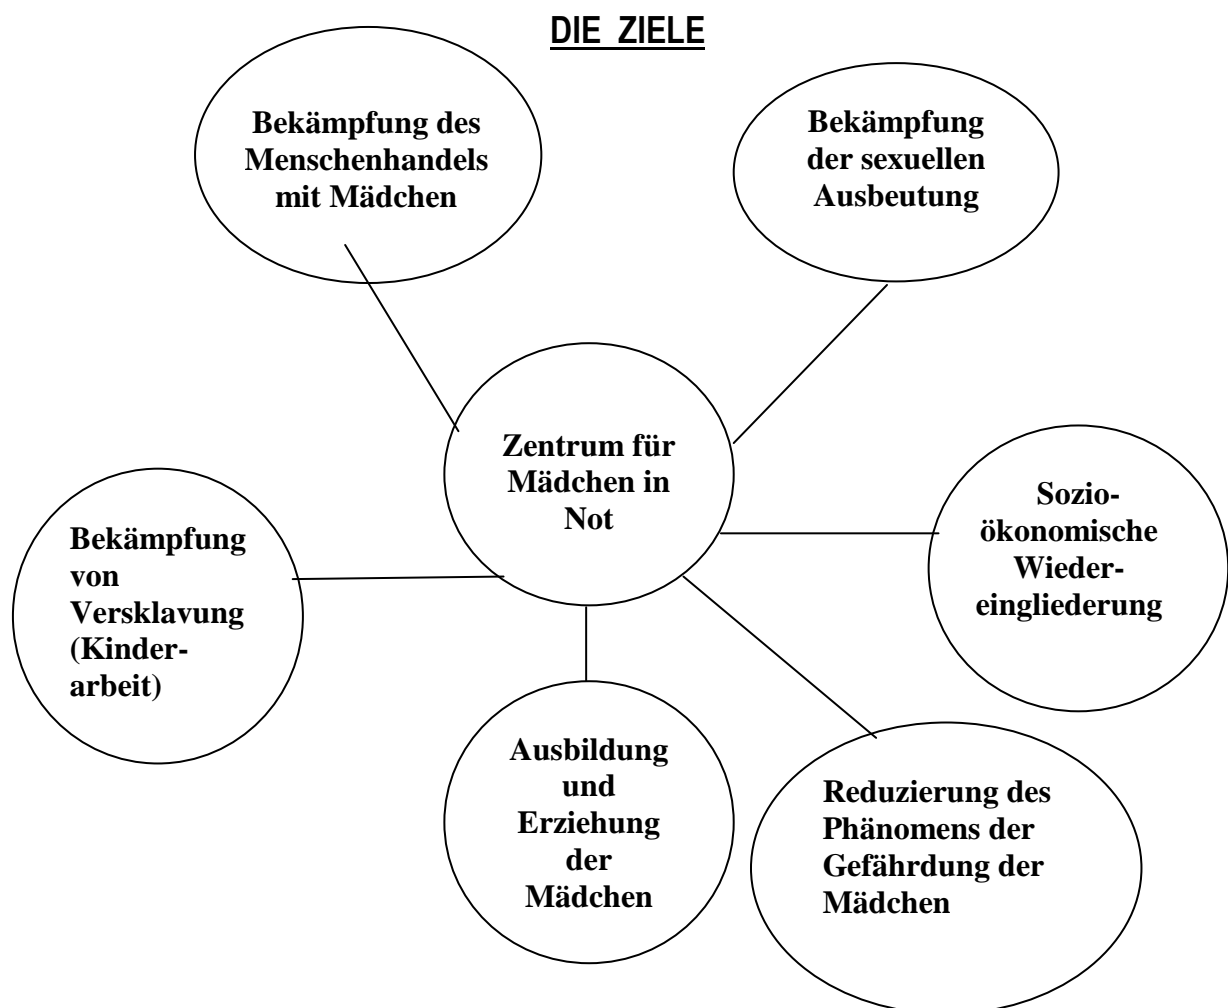 DIE ZIELE
Bekämpfung des
Menschenhandels
mit Mädchen
Bekämpfung
der sexuellen
Ausbeutung
Zentrum für
Mädchen in
Not
Sozio-
ökonomische
Wieder-
eingliederung
Bekämpfung
von
Versklavung
(Kinder-
arbeit)
Ausbildung
und
Erziehung
der
Mädchen
Reduzierung des
Phänomens der
Gefährdung der
Mädchen